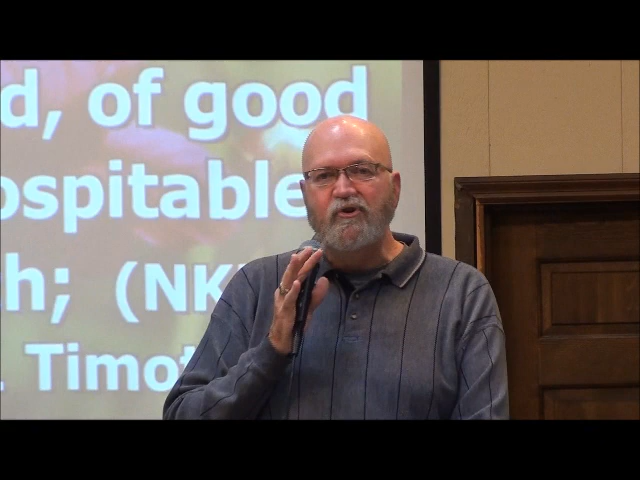 d, of good
ospitable
h; (NK
Timot